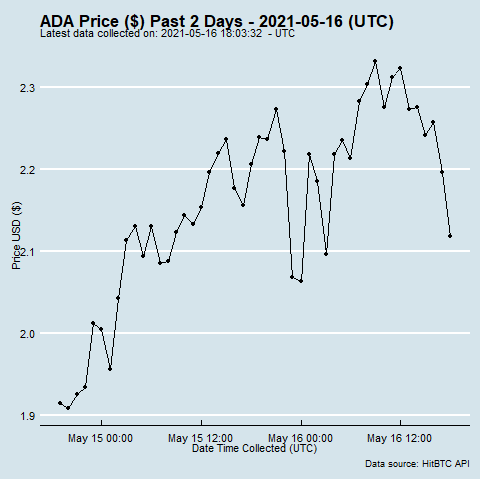 ADA Price ($) Past 2 Days - 2021-05-16 (UTC)
Latest data collected on: 2021-05-16 18:03:32 - UTC
Price USD ($)
2.3
2.2
2.1
2.0
1.9
May 15 00:00 May 15 12:00 May 16 00:00 May 16 12:00
Date Time Collected (UTC)
Data source: HitBTC API